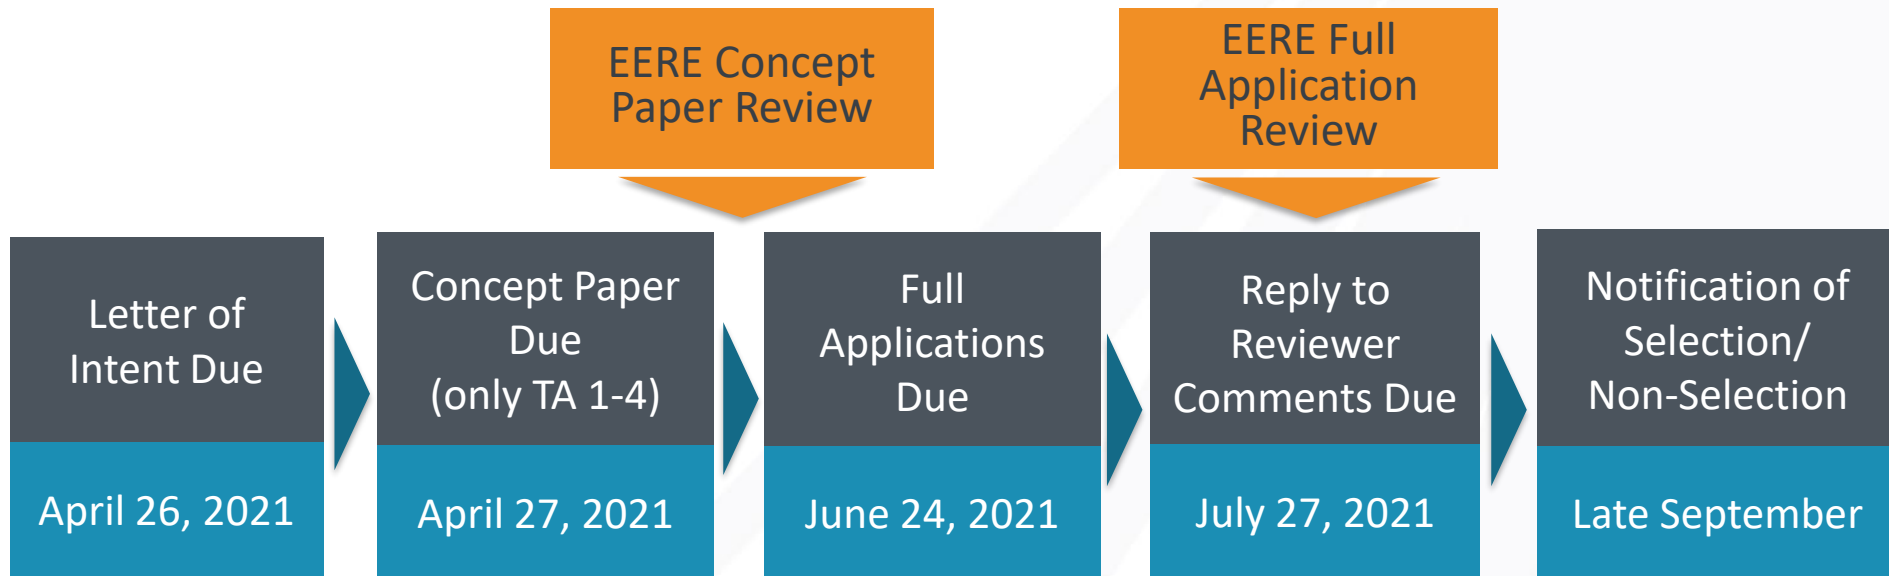 EERE Concept
Paper Review
EERE Full
Application
Review
Letter of
Intent Due
April 26, 2021
Concept Paper
Due
(only TA 1-4)
April 27, 2021
Full
Applications
Due
June 24, 2021
Reply to
Reviewer
Comments Due
July 27, 2021
Notification of
Selection/
Non-Selection
Late September